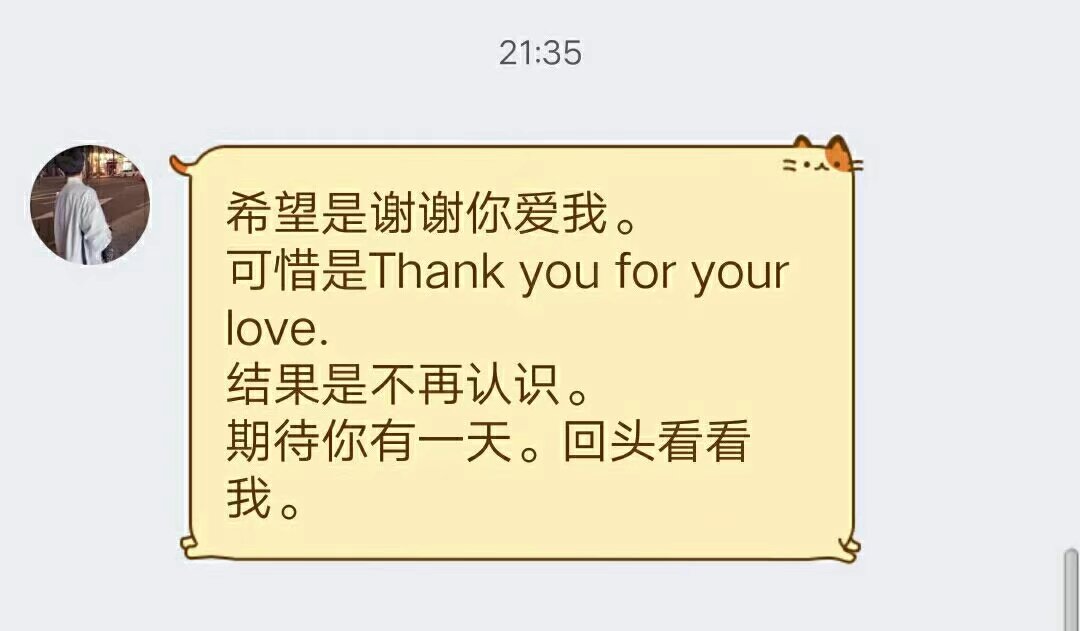 21:35
希望是谢谢你爱我。
可惜是Thank you for your
love.
结果是不再认识。
期待你有一天。回头看看
我。